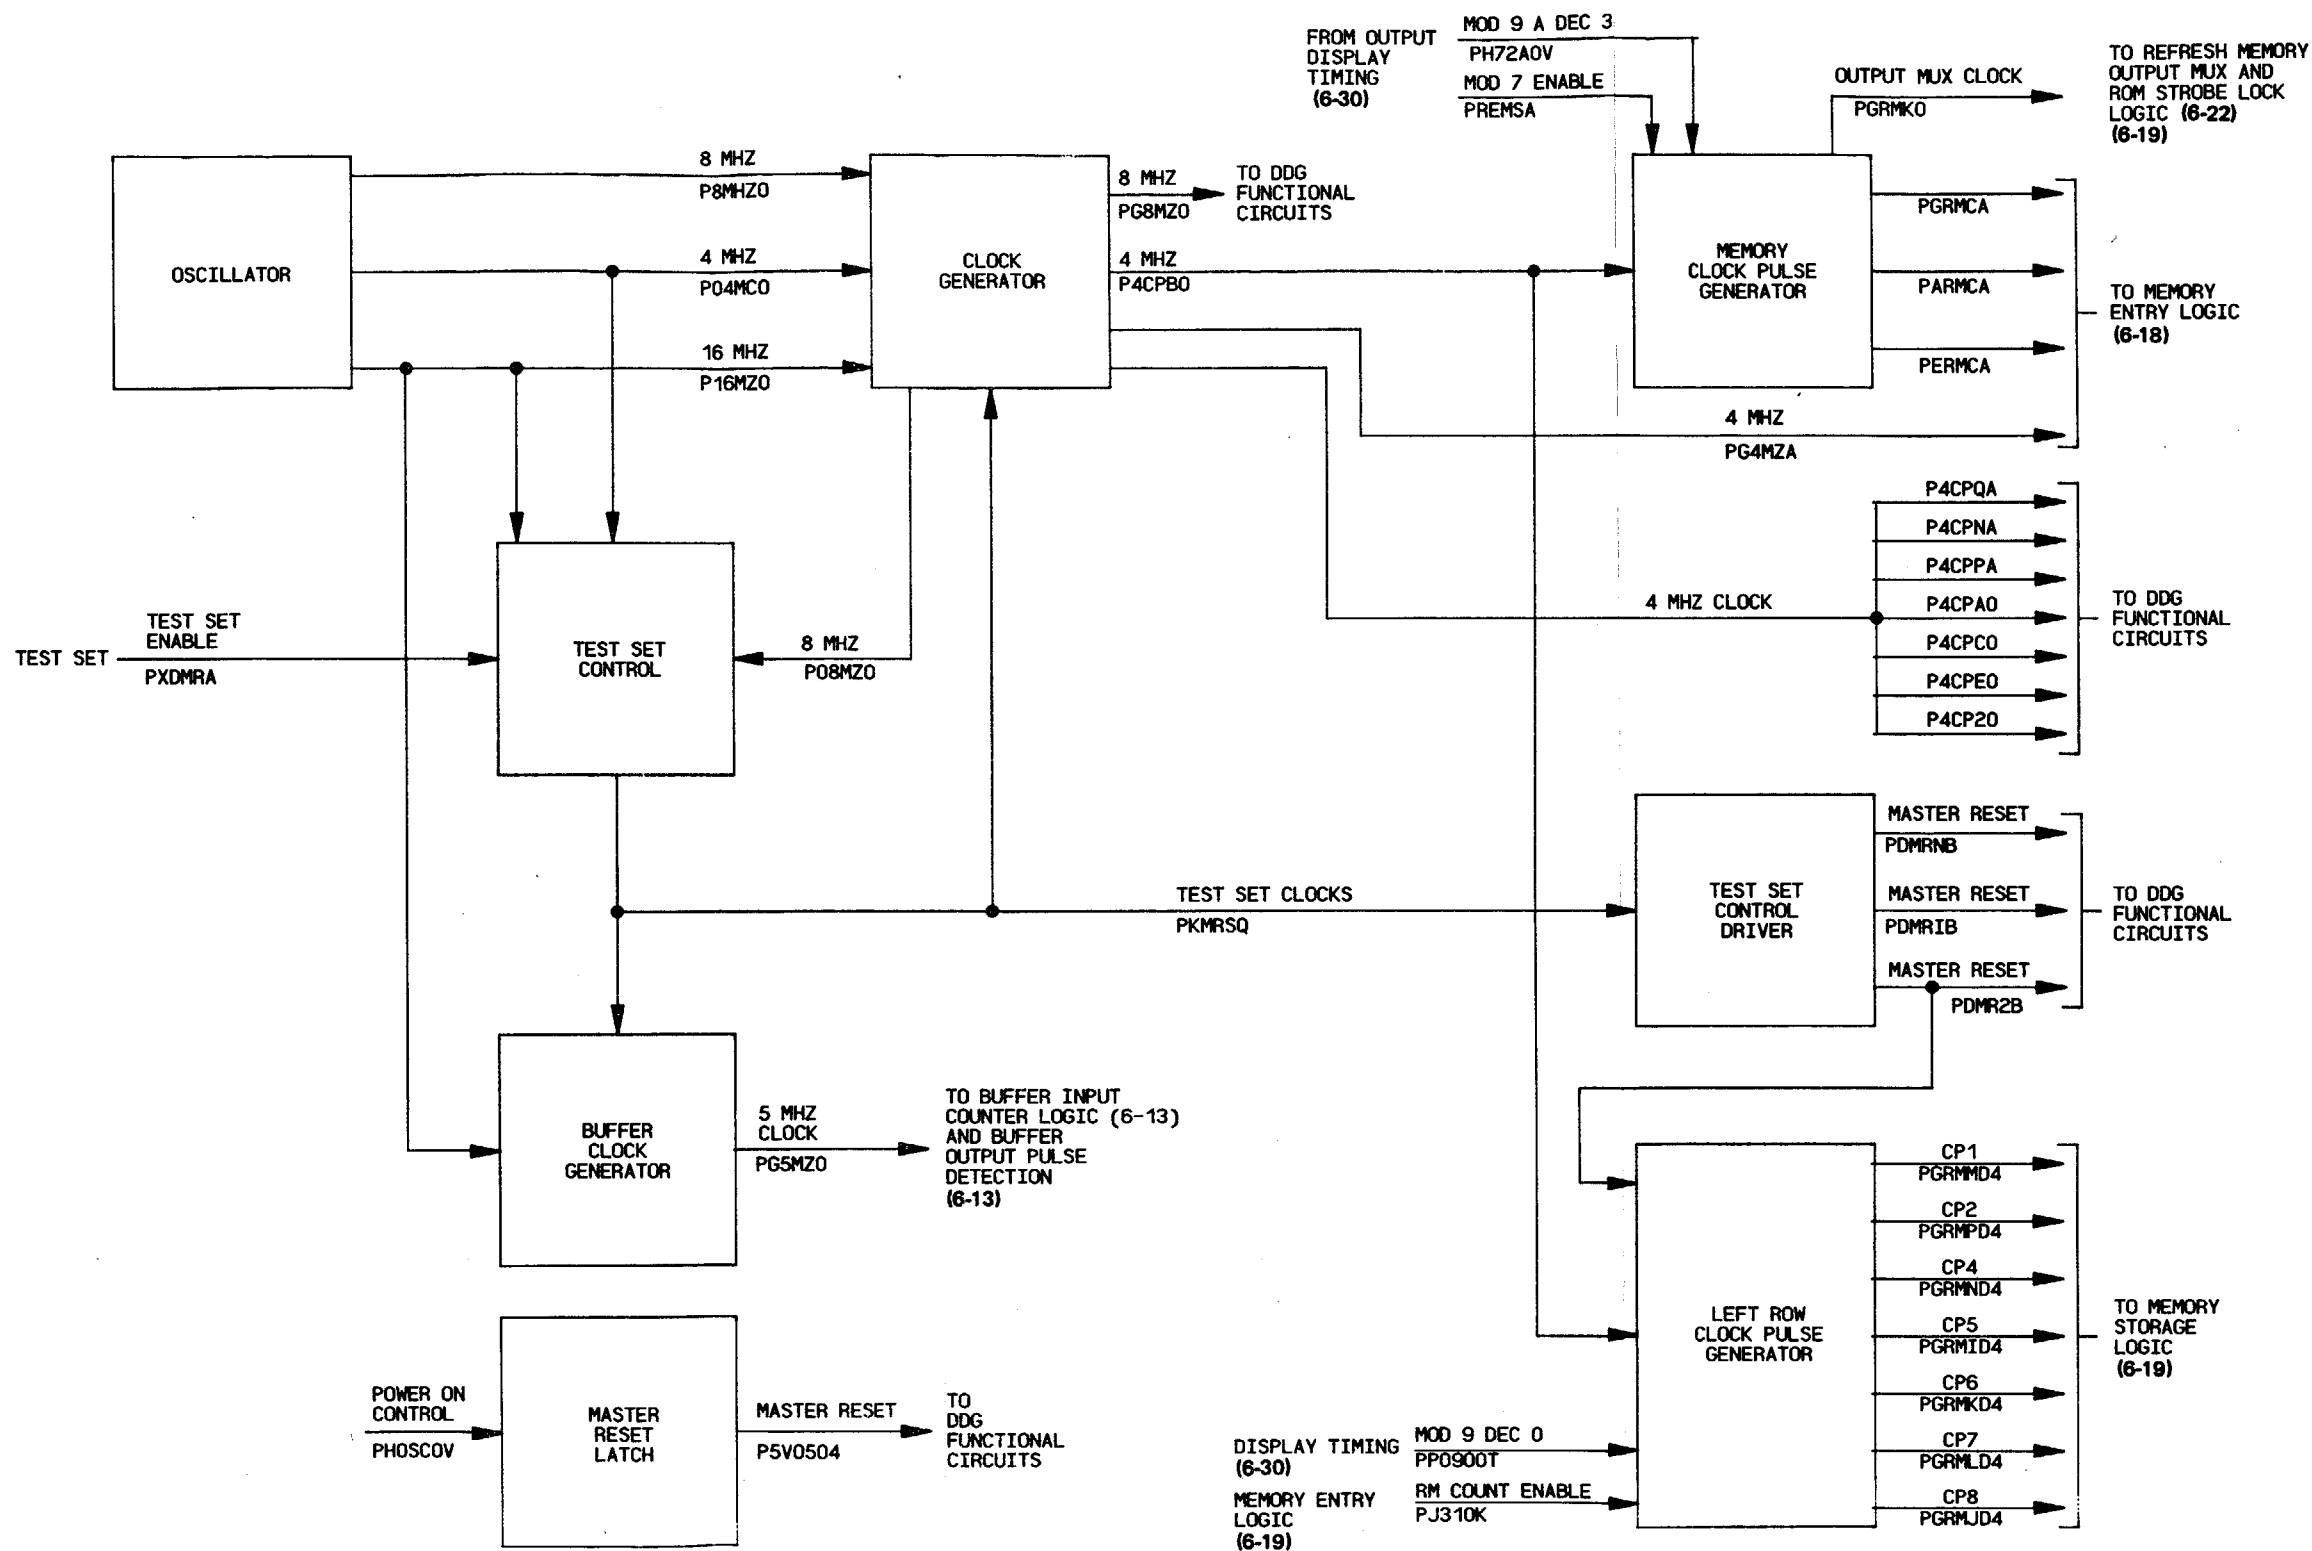 FROM OUTPUT
DISPLAY
TIMING
(6-30)
MOD 9 A DEC 3
PH72A0V
MOD 7 ENABLE
PREMSA
OUTPUT MUX CLOCK
PGRMK0
TO REFRESH MEMORY
OUTPUT MUX AND
ROM STROBE LOCK
LOGIC (6-22)
(6-19)
OSCILLATOR
8 MHZ
P8MHZ0
4 MHZ
P04MC0
16 MHZ
P16MZ0
CLOCK
GENERATOR
8 MHZ
PG8MZ0
TO DDG
FUNCTIONAL
CIRCUITS
4 MHZ
P4CPB0
MEMORY
CLOCK PULSE
GENERATOR
PGRMCA
PARMCA
PERMCA
4 MHZ
PG4MZA
TO MEMORY
ENTRY LOGIC
(6-18)
TEST SET
TEST SET
ENABLE
PXDMRA
TEST SET
CONTROL
8 MHZ
P08MZ0
4 MHZ CLOCK
P4CPQA
P4CPNA
P4CPPA
P4CPA0
P4CPC0
P4CPE0
P4CP20
TO DDG
FUNCTIONAL
CIRCUITS
TEST SET CLOCKS
PKMRSQ
TEST SET
CONTROL
DRIVER
MASTER RESET
PDMRNB
MASTER RESET
PDMRIB
MASTER RESET
PDMR2B
TO DDG
FUNCTIONAL
CIRCUITS
BUFFER
CLOCK
GENERATOR
5 MHZ
CLOCK
PG5MZ0
TO BUFFER INPUT
COUNTER LOGIC (6-13)
AND BUFFER
OUTPUT PULSE
DETECTION
(6-13)
POWER ON
CONTROL
PH0SC0V
MASTER
RESET
LATCH
MASTER RESET
P5V0504
TO
DDG
FUNCTIONAL
CIRCUITS
DISPLAY TIMING
(6-30)
MOD 9 DEC 0
PP0900T
MEMORY ENTRY
LOGIC
(6-19)
RM COUNT ENABLE
PJ310K
LEFT ROW
CLOCK PULSE
GENERATOR
CP1
PGRMMD4
CP2
PGRMPD4
CP4
PGRMND4
CP5
PGRMID4
CP6
PGRMKD4
CP7
PGRMLD4
CP8
PGRMJD4
TO MEMORY
STORAGE
LOGIC
(6-19)